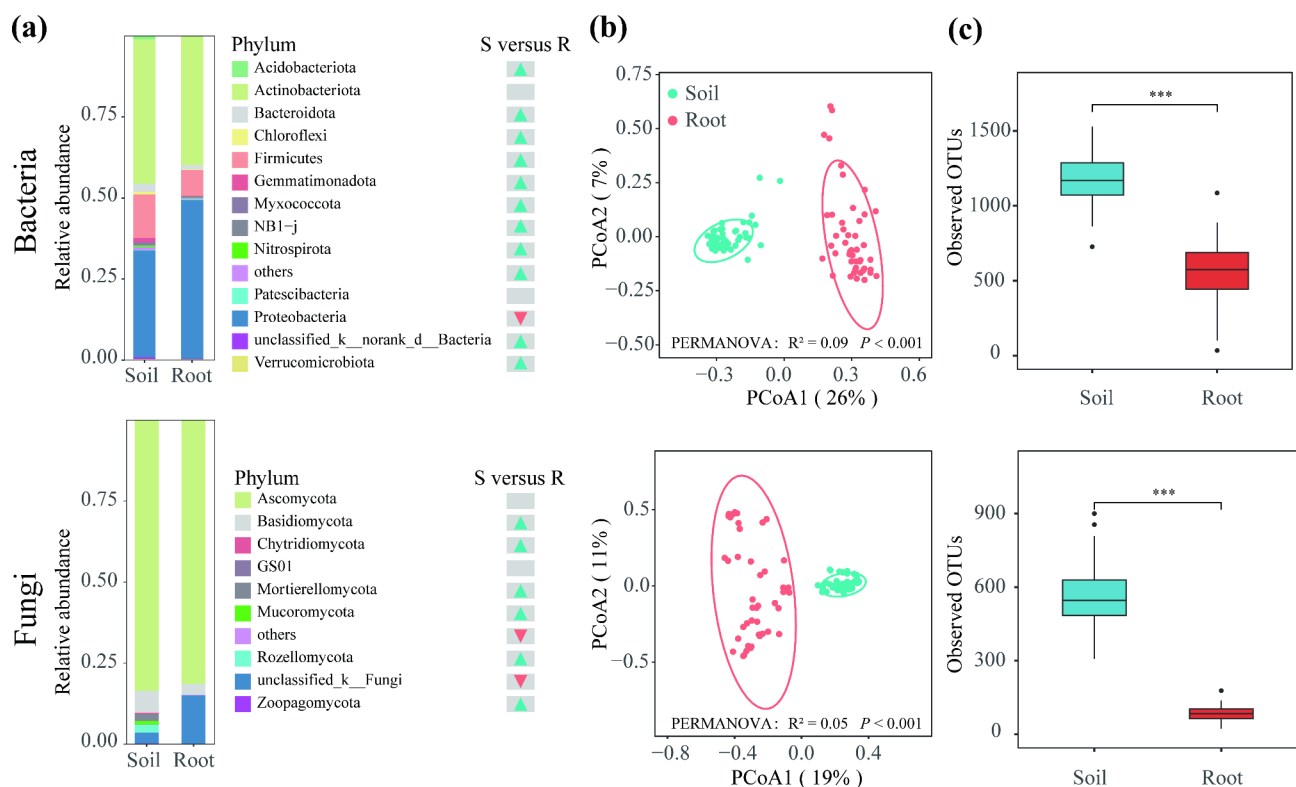 (a)
Bacteria
Relative abundance
0.75
0.50
0.25
0.00
Soil Root
Phylum
S versus R
Acidobacteriota
Actinobacteriota
Bacteroidota
Chloroflexi
Firmicutes
Gemmatimonadota
Myxococcota
NB1-j
Nitrospirota
others
Patescibacteria
Proteobacteria
unclassified_k__norank_d__Bacteria
Verrucomicrobiota
(b)
PCoA2 ( 7% )
0.75
0.50
0.25
0.00
−0.25
−0.50
Soil
Root
PERMANOVA: R² = 0.09 P < 0.001
−0.3 0.0 0.3 0.6
PCoA1 ( 26% )
(c)
Observed OTUs
1500
1000
500
0
***
Soil Root
Fungi
Relative abundance
0.75
0.50
0.25
0.00
Soil Root
Phylum
S versus R
Ascomycota
Basidiomycota
Chytridiomycota
GS01
Mortierellomycota
Mucoromycota
others
Rozellomycota
unclassified_k__Fungi
Zoopagomycota
PCoA2 ( 11% )
0.5
0.0
−0.5
PERMANOVA: R² = 0.05 P < 0.001
−0.8 −0.4 0.0 0.4
PCoA1 ( 19% )
Observed OTUs
900
600
300
0
***
Soil Root